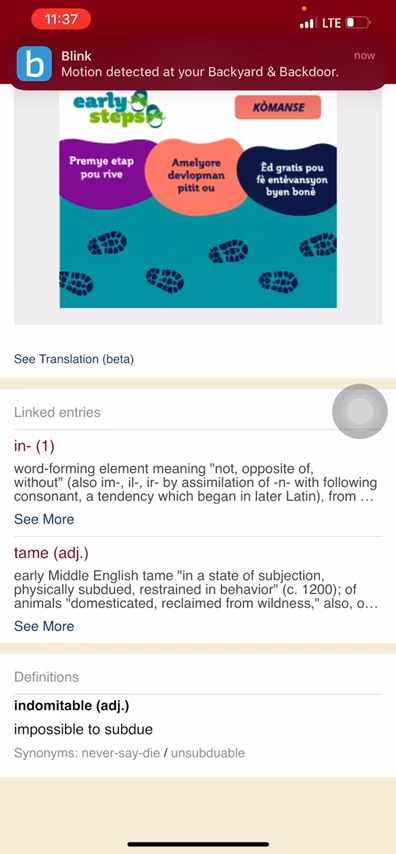 11:37
LTE
Blink
now
Motion detected at your Backyard & Backdoor.
early
steps
KÒMANSE
Premye etap
pou rive
Amelyore
devlopman
pitit ou
Èd gratis pou
fè entèvansyon
byen bonè
See Translation (beta)
Linked entries
in- (1)
word-forming element meaning "not, opposite of,
without" (also im-, il-, ir- by assimilation of -n- with following
consonant, a tendency which began in later Latin), from …
See More
tame (adj.)
early Middle English tame "in a state of subjection,
physically subdued, restrained in behavior" (c. 1200); of
animals "domesticated, reclaimed from wildness," also, o…
See More
Definitions
indomitable (adj.)
impossible to subdue
Synonyms: never-say-die / unsubduable